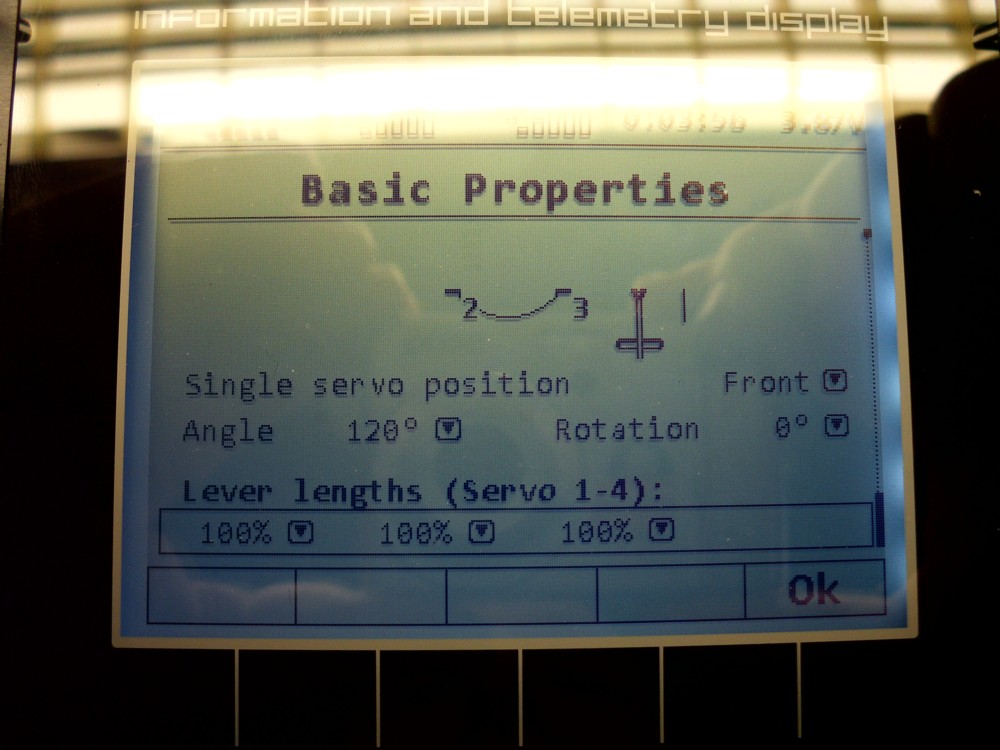 information and telemetry display
Basic Properties
2 3
Single servo position Front
Angle 120° Rotation 0°
Lever lengths (Servo 1-4):
100% 100% 100%
Ok